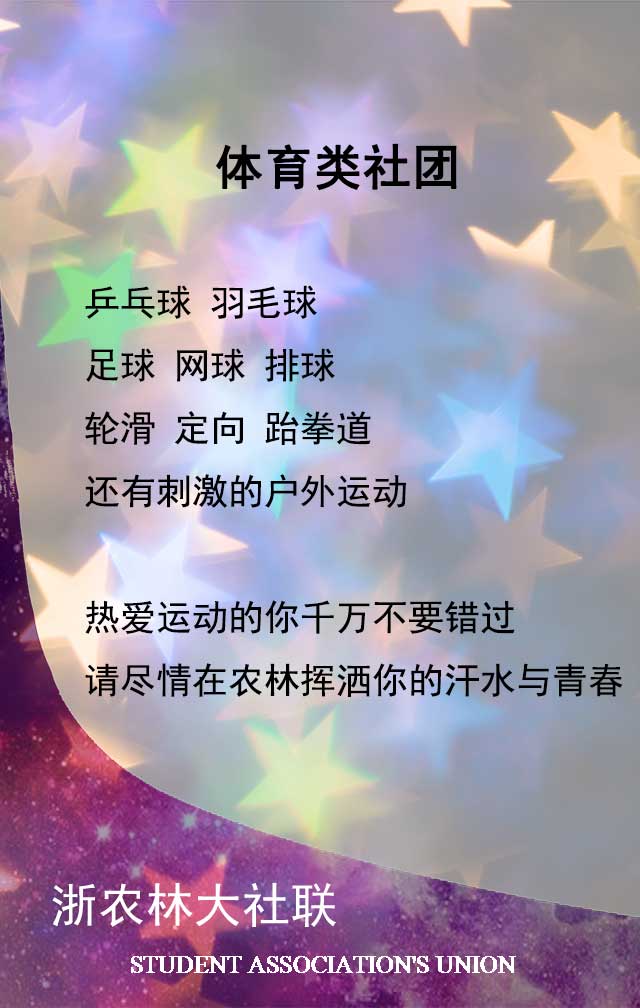 体育类社团
乒乓球 羽毛球
足球 网球 排球
轮滑 定向 跆拳道
还有刺激的户外运动
热爱运动的你千万不要错过
请尽情在农林挥洒你的汗水与青春
浙农林大社联
STUDENT ASSOCIATION'S UNION